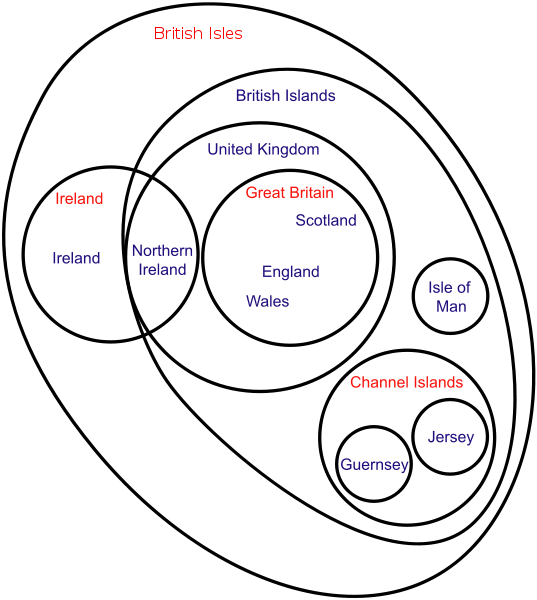 British Isles
British Islands
United Kingdom
Great Britain
Scotland
England
Wales
Ireland
Ireland
Northern
Ireland
Isle of
Man
Channel Islands
Jersey
Guernsey